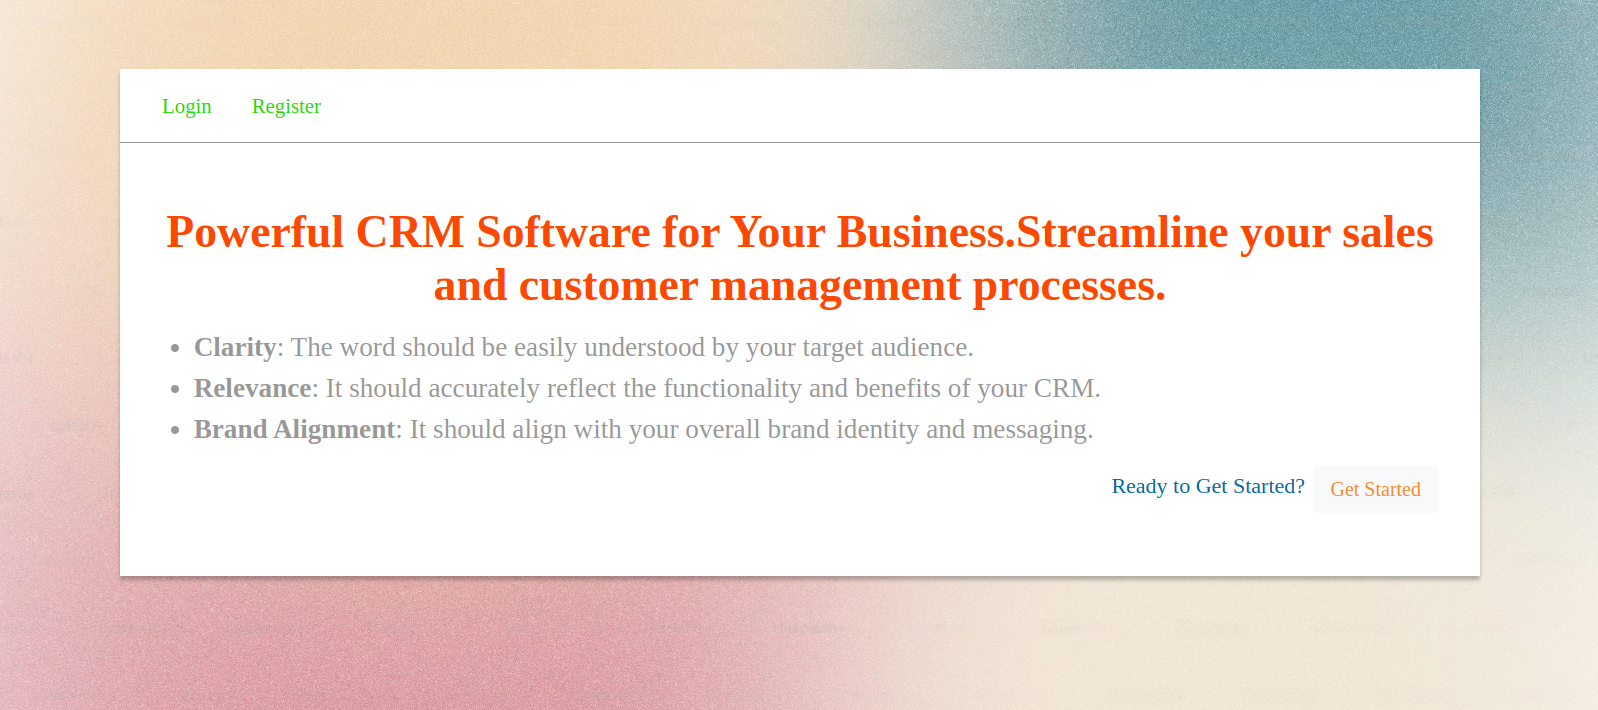 Login Register
Powerful CRM Software for Your Business.Streamline your sales
and customer management processes.
• Clarity: The word should be easily understood by your target audience.
• Relevance: It should accurately reflect the functionality and benefits of your CRM.
• Brand Alignment: It should align with your overall brand identity and messaging.
Ready to Get Started? Get Started